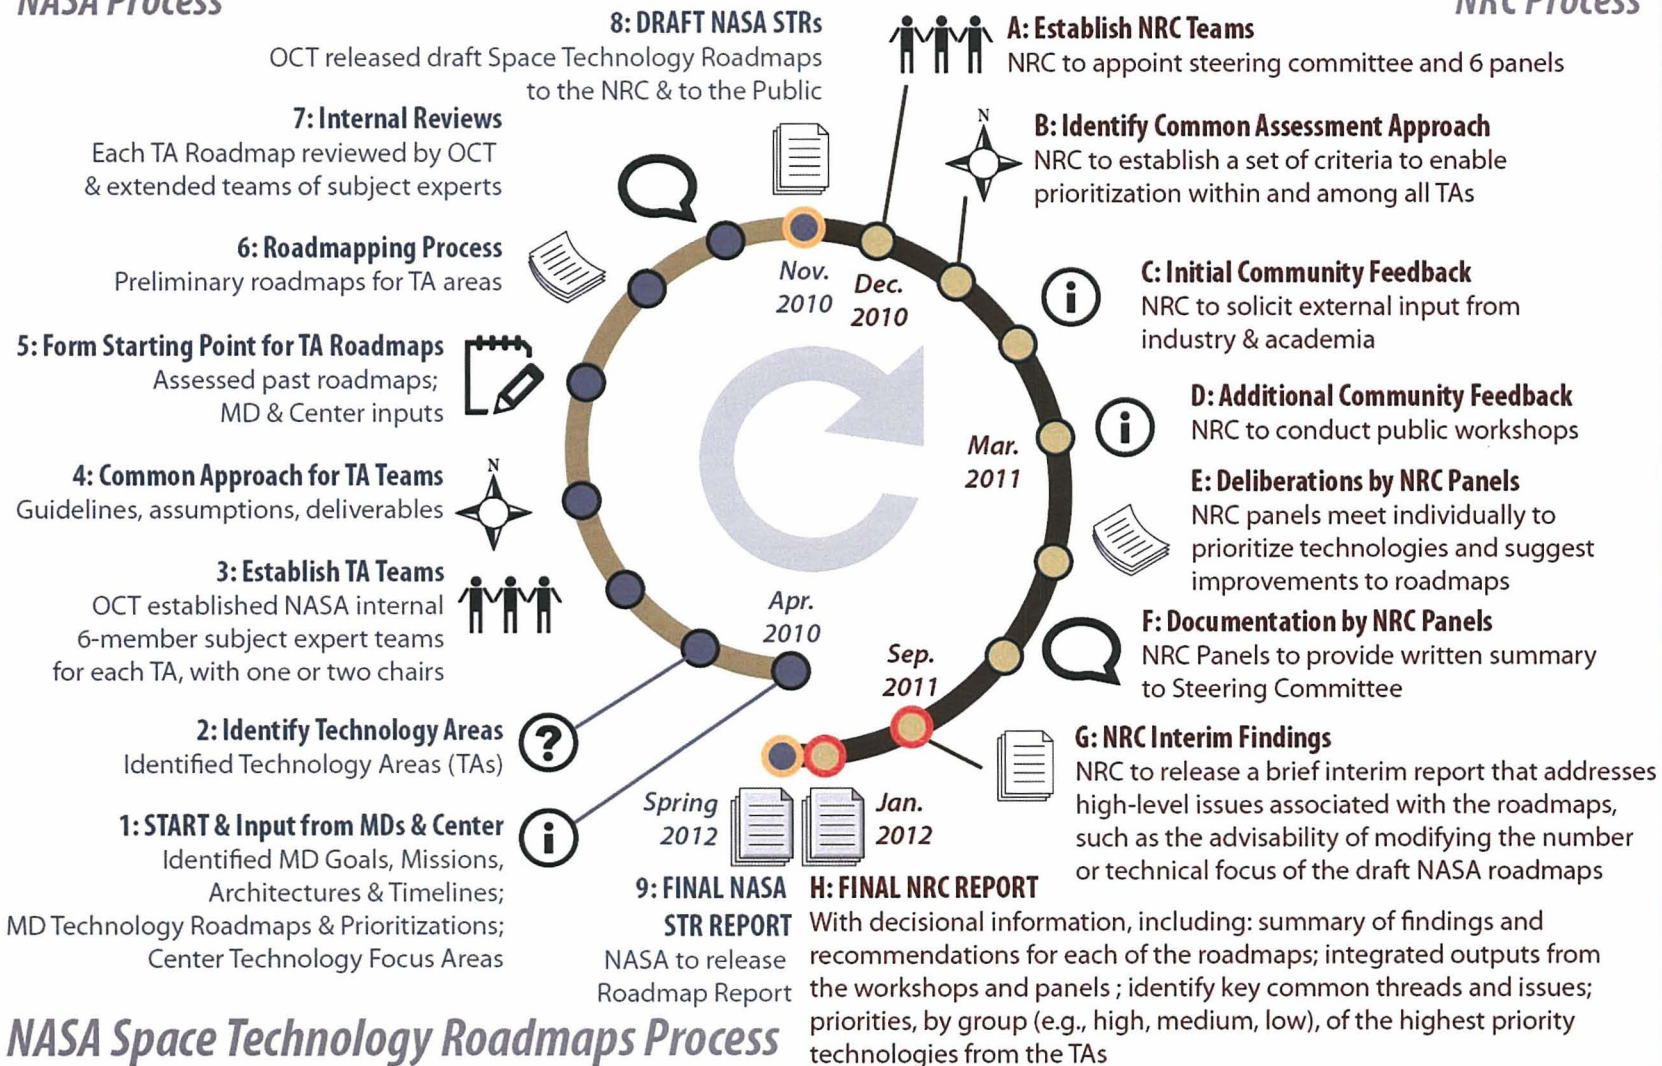 NASA Process
NRC Process
8: DRAFT NASA STRs
OCT released draft Space Technology Roadmaps
to the NRC & to the Public
7: Internal Reviews
Each TA Roadmap reviewed by OCT
& extended teams of subject experts
6: Roadmapping Process
Preliminary roadmaps for TA areas
5: Form Starting Point for TA Roadmaps
Assessed past roadmaps;
MD & Center inputs
4: Common Approach for TA Teams
Guidelines, assumptions, deliverables
N
3: Establish TA Teams
OCT established NASA internal
6-member subject expert teams
for each TA, with one or two chairs
2: Identify Technology Areas
Identified Technology Areas (TAs)
?
1: START & Input from MDs & Center
Identified MD Goals, Missions,
Architectures & Timelines;
MD Technology Roadmaps & Prioritizations;
Center Technology Focus Areas
i
Nov.
2010
Dec.
2010
Mar.
2011
Apr.
2010
Sep.
2011
Spring
2012
Jan.
2012
A: Establish NRC Teams
NRC to appoint steering committee and 6 panels
N
B: Identify Common Assessment Approach
NRC to establish a set of criteria to enable
prioritization within and among all TAs
i
C: Initial Community Feedback
NRC to solicit external input from
industry & academia
i
D: Additional Community Feedback
NRC to conduct public workshops
E: Deliberations by NRC Panels
NRC panels meet individually to
prioritize technologies and suggest
improvements to roadmaps
F: Documentation by NRC Panels
NRC Panels to provide written summary
to Steering Committee
G: NRC Interim Findings
NRC to release a brief interim report that addresses
high-level issues associated with the roadmaps,
such as the advisability of modifying the number
or technical focus of the draft NASA roadmaps
9: FINAL NASA
STR REPORT
NASA to release
Roadmap Report
H: FINAL NRC REPORT
With decisional information, including: summary of findings and
recommendations for each of the roadmaps; integrated outputs from
the workshops and panels ; identify key common threads and issues;
priorities, by group (e.g., high, medium, low), of the highest priority
technologies from the TAs
NASA Space Technology Roadmaps Process